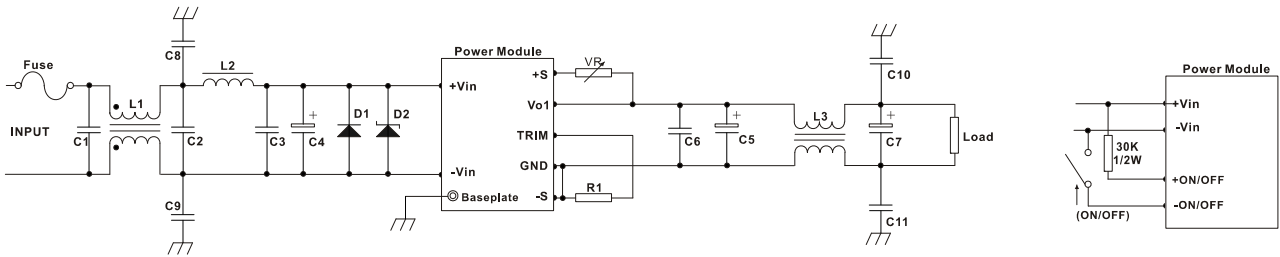 Fuse
INPUT
C1
L1
C8
C2
C9
L2
C3
C4
+
D1
D2
Power Module
+Vin
-Vin
Baseplate
+S
Vo1
TRIM
GND
-S
VR
R1
C6
+
C5
L3
C10
+
C7
C11
Load
Power Module
+Vin
-Vin
30K
1/2W
+ON/OFF
-ON/OFF
(ON/OFF)